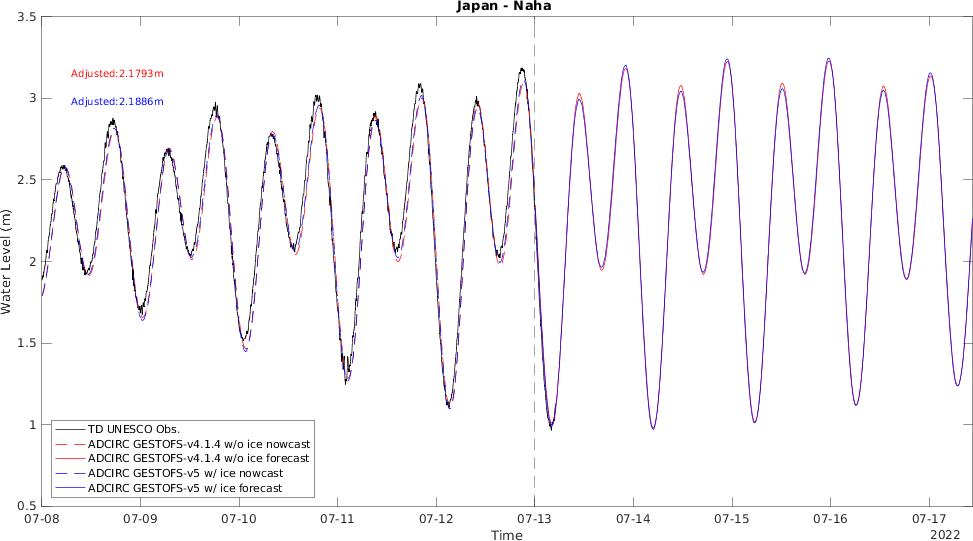 Japan - Naha
3.5
3
2.5
2
1.5
1
0.5
Water Level (m)
Adjusted:2.1793m
Adjusted:2.1886m
TD UNESCO Obs.
ADCIRC GESTOFS-v4.1.4 w/o ice nowcast
ADCIRC GESTOFS-v4.1.4 w/o ice forecast
ADCIRC GESTOFS-v5 w/ ice nowcast
ADCIRC GESTOFS-v5 w/ ice forecast
07-08 07-09 07-10 07-11 07-12 07-13 07-14 07-15 07-16 07-17
Time
2022